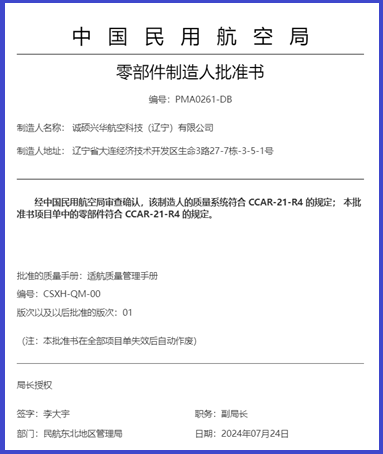 中 国 民 用 航 空 局
零部件制造人批准书
编号：PMA0261-DB
制造人名称： 诚硕兴华航空科技（辽宁）有限公司
制造人地址： 辽宁省大连经济技术开发区生命3路27-7栋-3-5-1号
经中国民用航空局审查确认，该制造人的质量系统符合 CCAR-21-R4 的规定； 本批
准书项目单中的零部件符合 CCAR-21-R4 的规定。
批准的质量手册：适航质量管理手册
编号：CSXH-QM-00
版次以及以后批准的版次：01
（注：本批准书在全部项目单失效后自动作废）
局长授权
签字：李大宇
职务：副局长
部门：民航东北地区管理局
日期：2024年07月24日